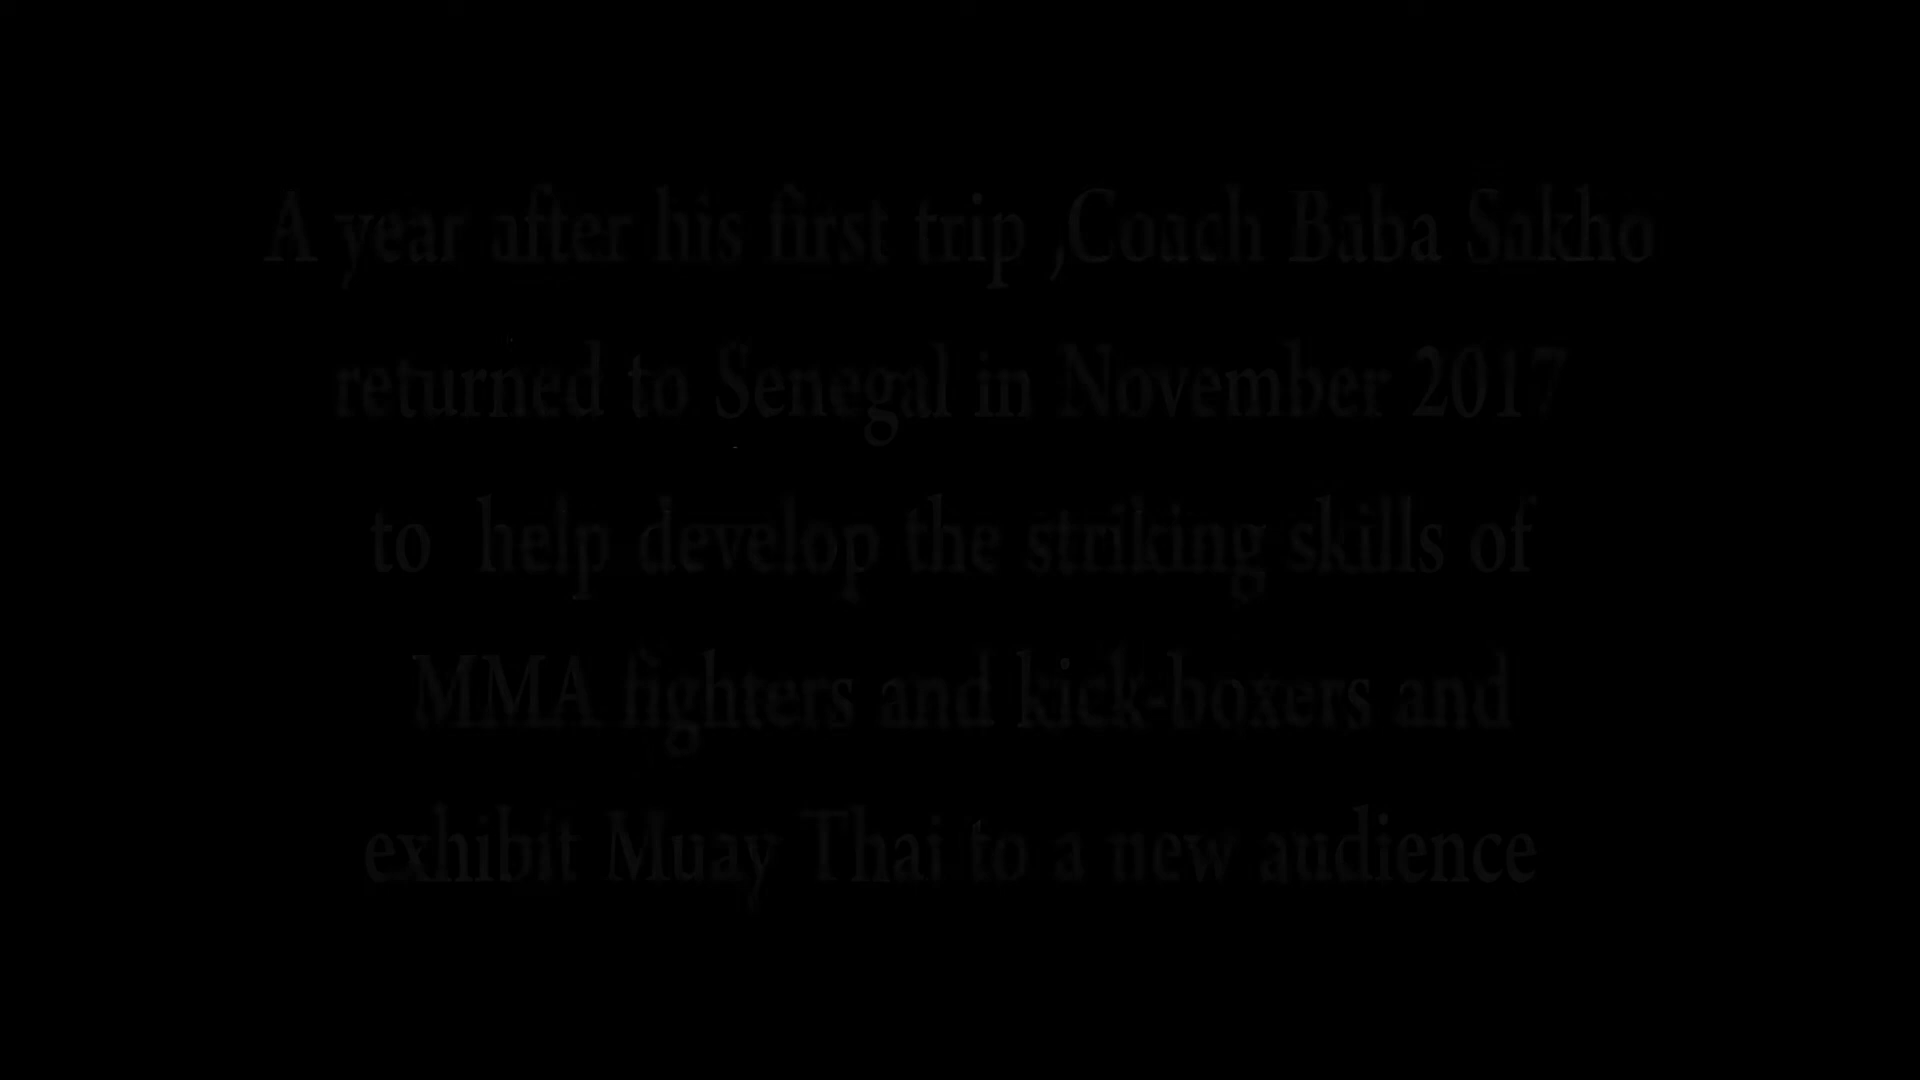 A year after his first trip ,Coach Baba Sakho
returned to Senegal in November 2017
to  help develop the striking skills of
MMA fighters and kick-boxers and
exhibit Muay Thai to a new audience